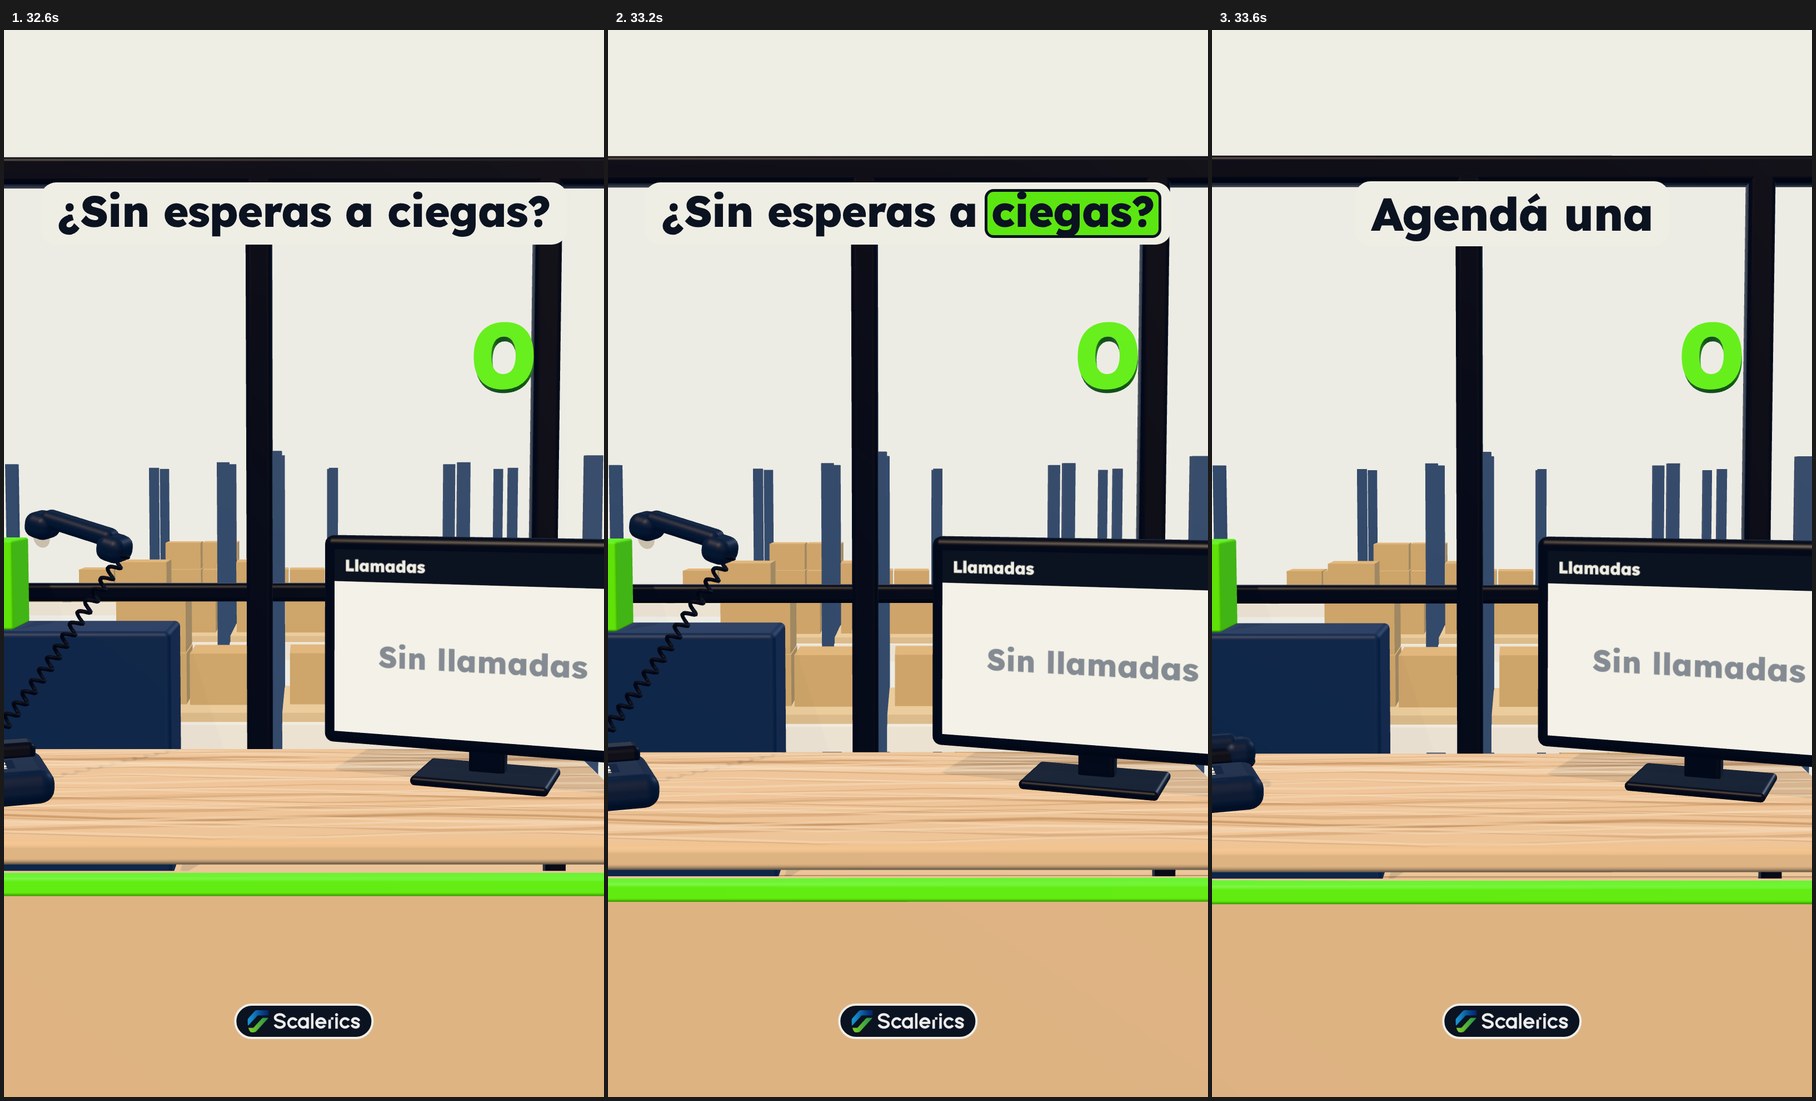 1. 32.6s
¿Sin esperas a ciegas?
0
Llamadas
Sin llamadas
Scalerics
2. 33.2s
¿Sin esperas a ciegas?
0
Llamadas
Sin llamadas
Scalerics
3. 33.6s
Agendá una
0
Llamadas
Sin llamadas
Scalerics